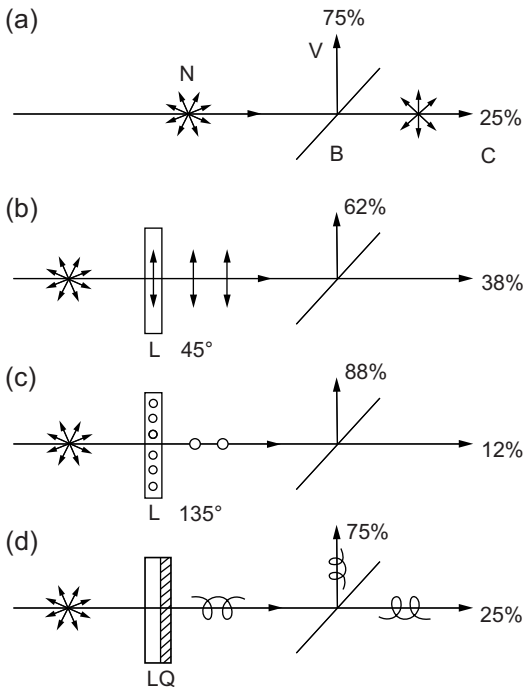 (a)
75%
V
N
25%
B
C
(b)
62%
38%
L 45°
(c)
88%
12%
L 135°
(d)
75%
25%
LQ